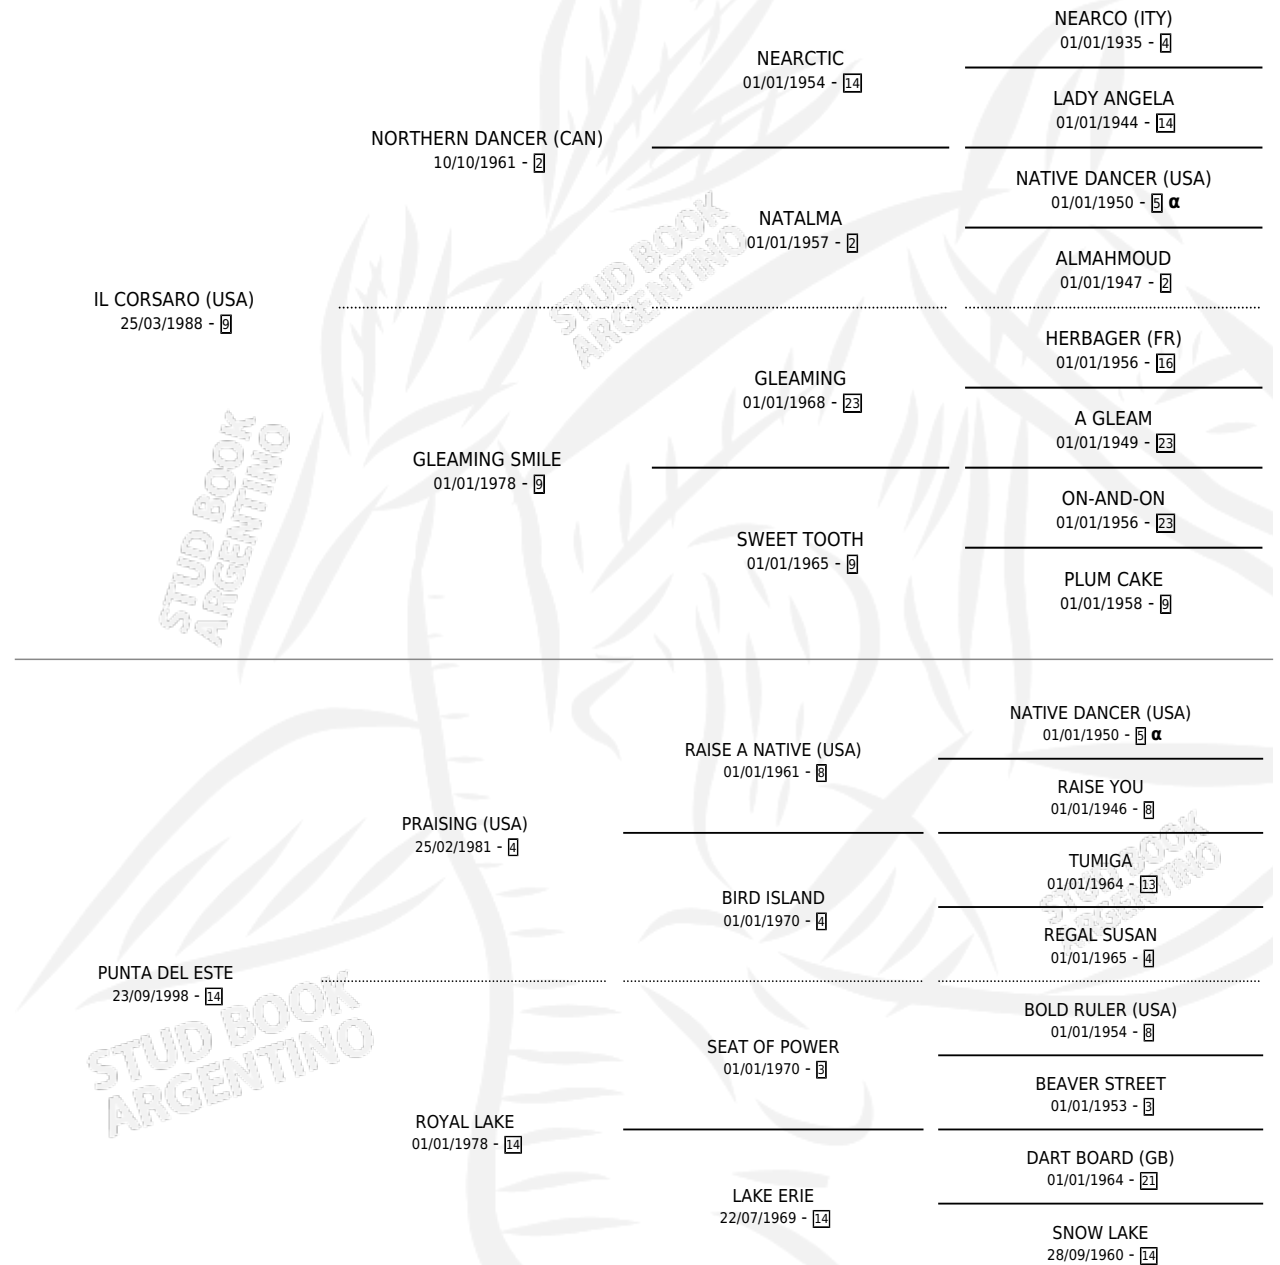 NEARCO (ITY)
01/01/1935 - 4
NEARCTIC
01/01/1954 - 14
LADY ANGELA
01/01/1944 - 14
NORTHERN DANCER (CAN)
10/10/1961 - 2
NATIVE DANCER (USA)
01/01/1950 - 5 α
NATALMA
01/01/1957 - 2
ALMAHMOUD
01/01/1947 - 2
STUD BOOK
ARGENTINO
IL CORSARO (USA)
25/03/1988 - 9
HERBAGER (FR)
01/01/1956 - 16
GLEAMING
01/01/1968 - 23
A GLEAM
01/01/1949 - 23
GLEAMING SMILE
01/01/1978 - 9
ON-AND-ON
01/01/1956 - 23
SWEET TOOTH
01/01/1965 - 9
PLUM CAKE
01/01/1958 - 9
STUD BOOK
ARGENTINO
NATIVE DANCER (USA)
01/01/1950 - 5 α
RAISE A NATIVE (USA)
01/01/1961 - 8
RAISE YOU
01/01/1946 - 8
PRAISING (USA)
25/02/1981 - 4
TUMIGA
01/01/1964 - 13
BIRD ISLAND
01/01/1970 - 4
REGAL SUSAN
01/01/1965 - 4
STUD BOOK
ARGENTINO
PUNTA DEL ESTE
23/09/1998 - 14
BOLD RULER (USA)
01/01/1954 - 8
SEAT OF POWER
01/01/1970 - 3
BEAVER STREET
01/01/1953 - 3
STUD BOOK
ARGENTINO
ROYAL LAKE
01/01/1978 - 14
DART BOARD (GB)
01/01/1964 - 21
LAKE ERIE
22/07/1969 - 14
SNOW LAKE
28/09/1960 - 14